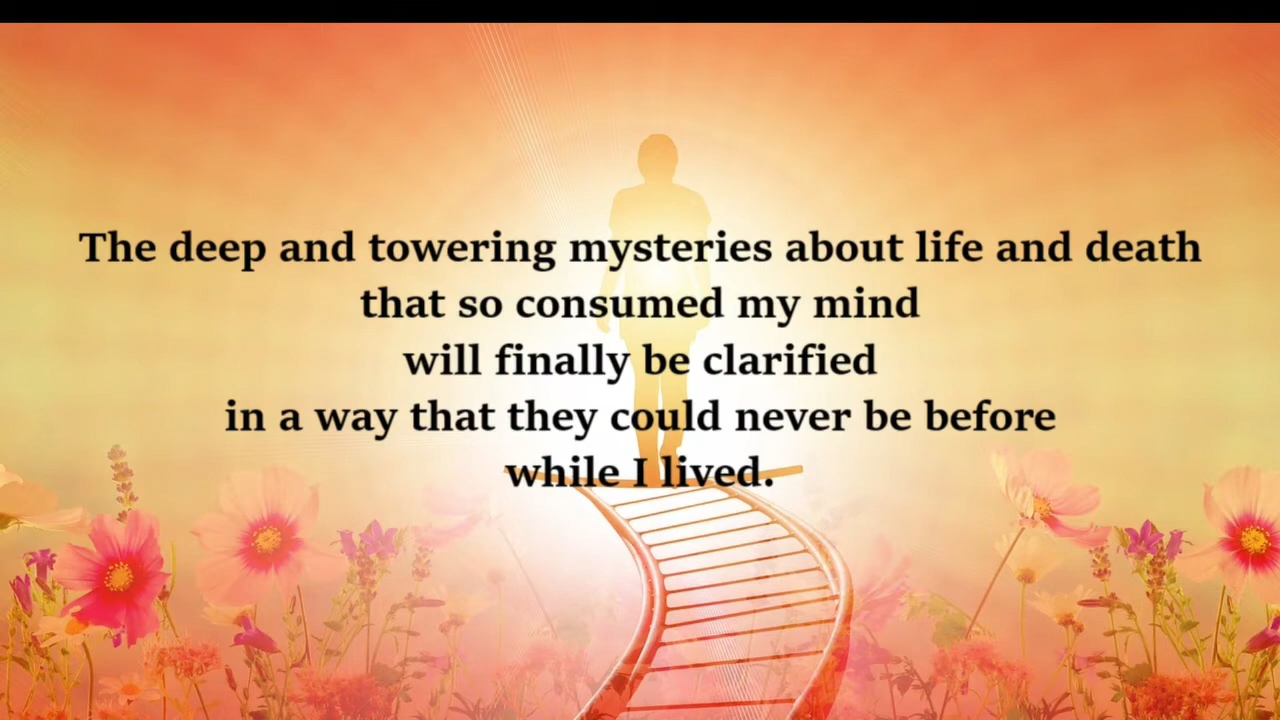 The deep and towering mysteries about life and death
that so consumed my mind
will finally be clarified
in a way that they could never be before
while I lived.